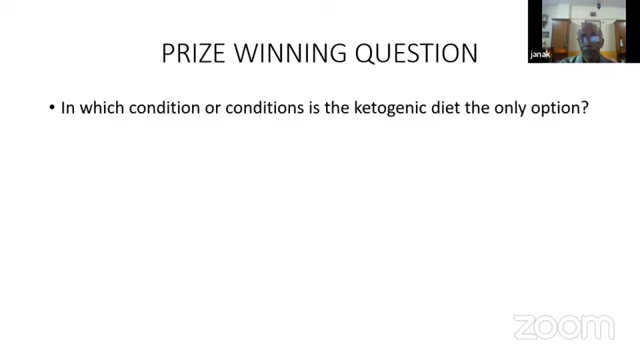 PRIZE WINNING QUESTION
janak
• In which condition or conditions is the ketogenic diet the only option?
zoom